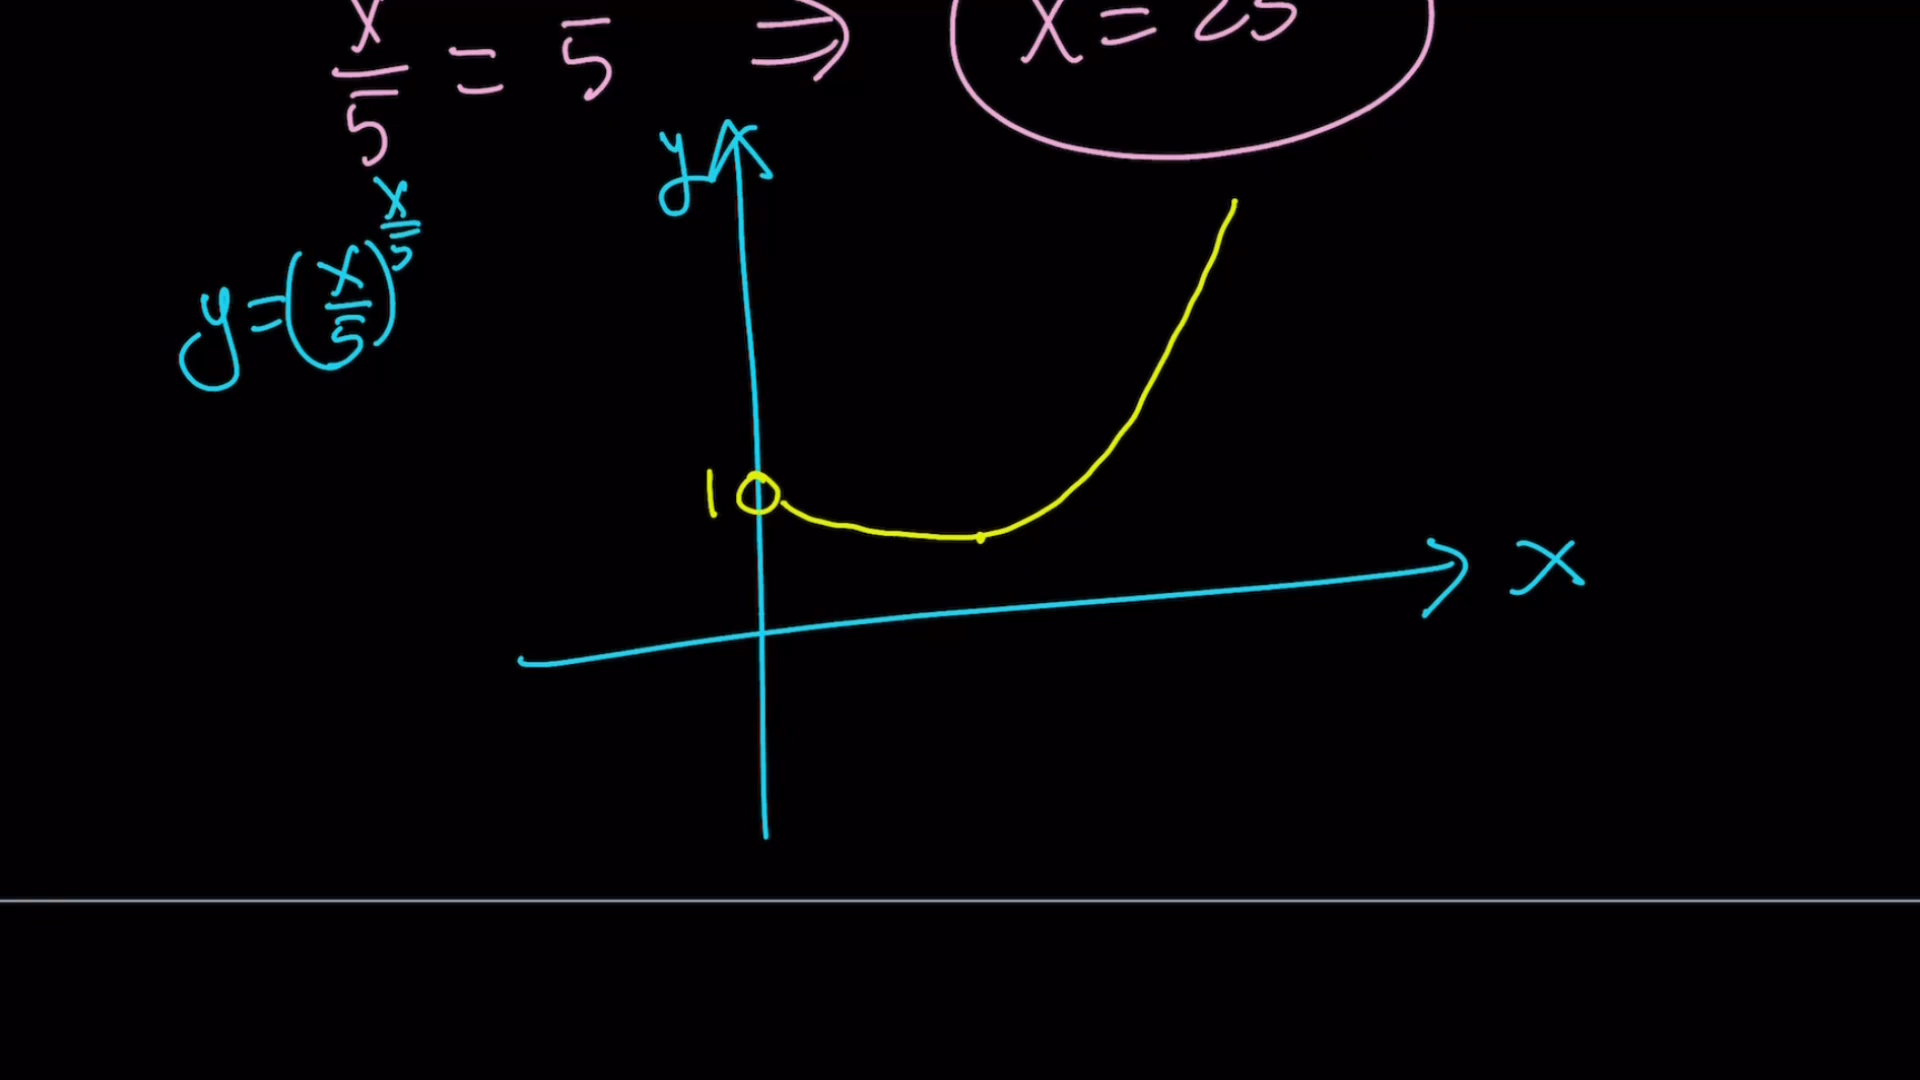 x/5 = 5 ⇒ x = 25
y
y = (x/5)^(x/5)
1
x